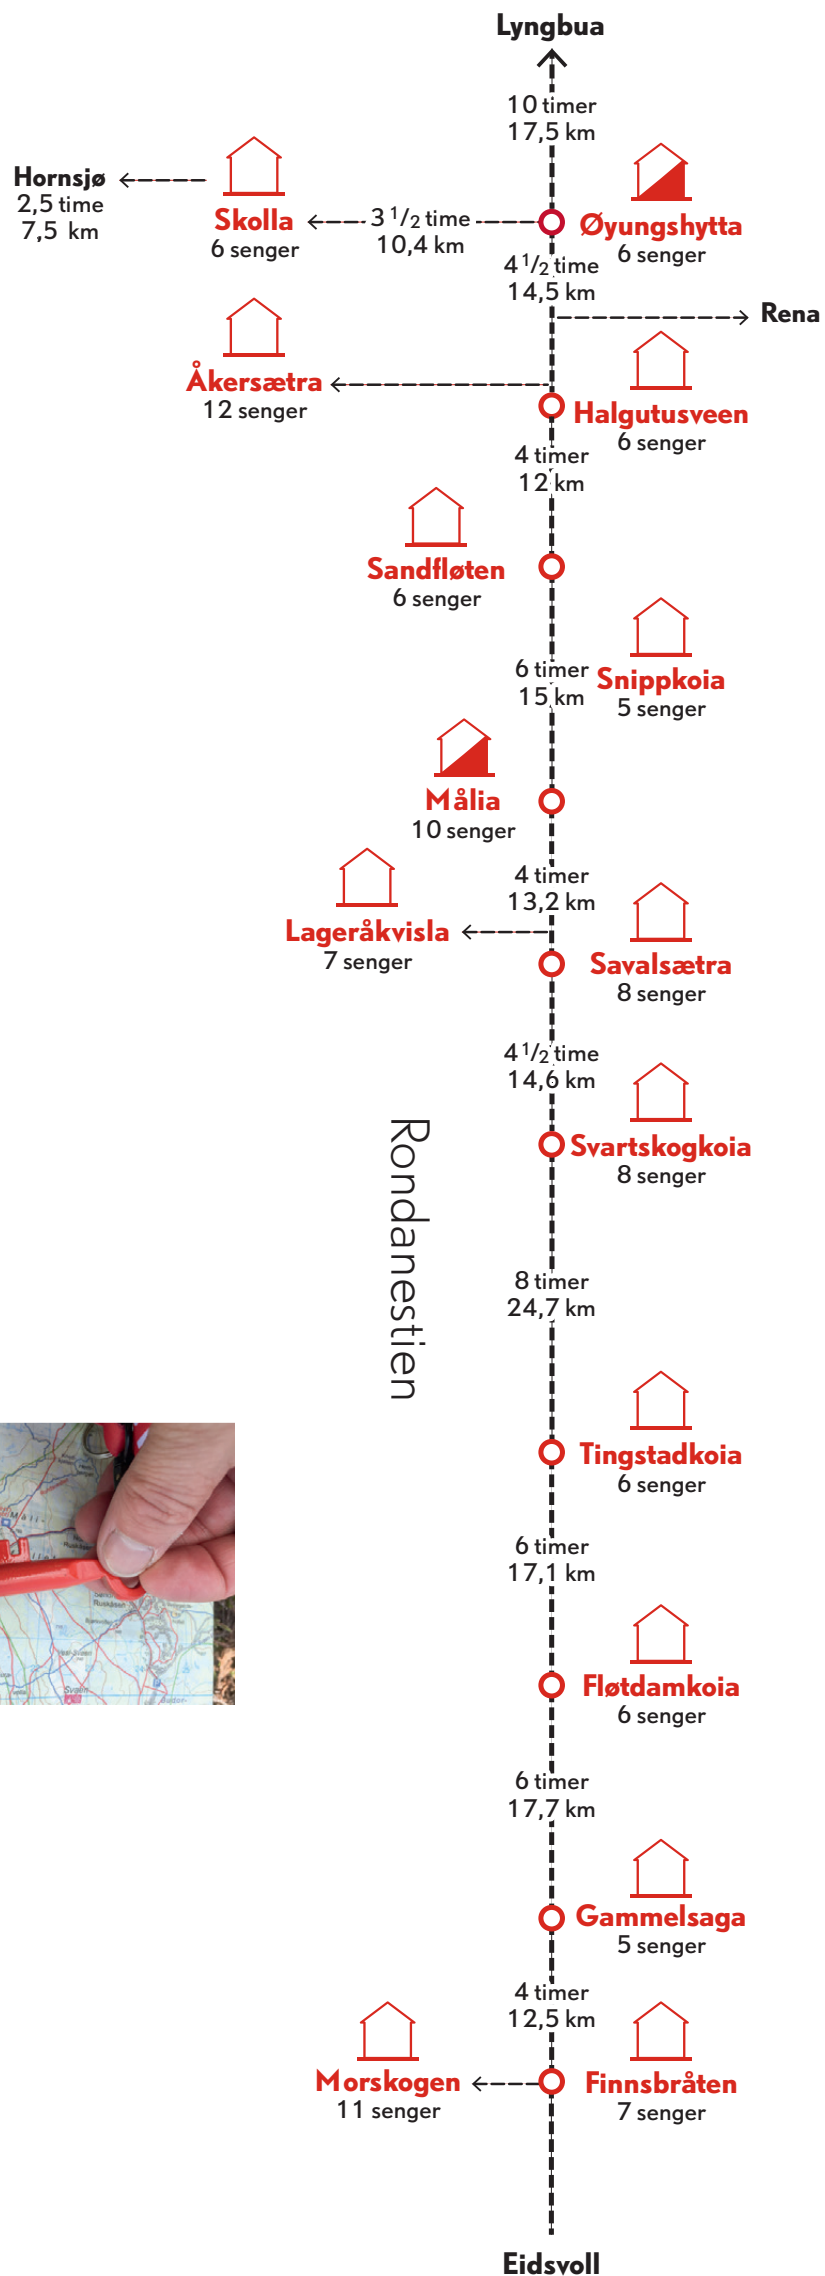 Lyngbua
10 timer
17,5 km
Hornsjø
2,5 time
7,5 km
Skolla
6 senger
3 1/2 time
10,4 km
Øyungshytta
6 senger
4 1/2 time
14,5 km
Rena
Åkersætra
12 senger
Halgutusveen
6 senger
4 timer
12 km
Sandfløten
6 senger
6 timer
15 km
Snippkoia
5 senger
Målia
10 senger
4 timer
13,2 km
Lageråkvisla
7 senger
Savalsætra
8 senger
4 1/2 time
14,6 km
Rondanestien
Svartskogkoia
8 senger
8 timer
24,7 km
Tingstadkoia
6 senger
6 timer
17,1 km
Fløtdamkoia
6 senger
6 timer
17,7 km
Gammelsaga
5 senger
4 timer
12,5 km
Morskogen
11 senger
Finnsbråten
7 senger
Eidsvoll